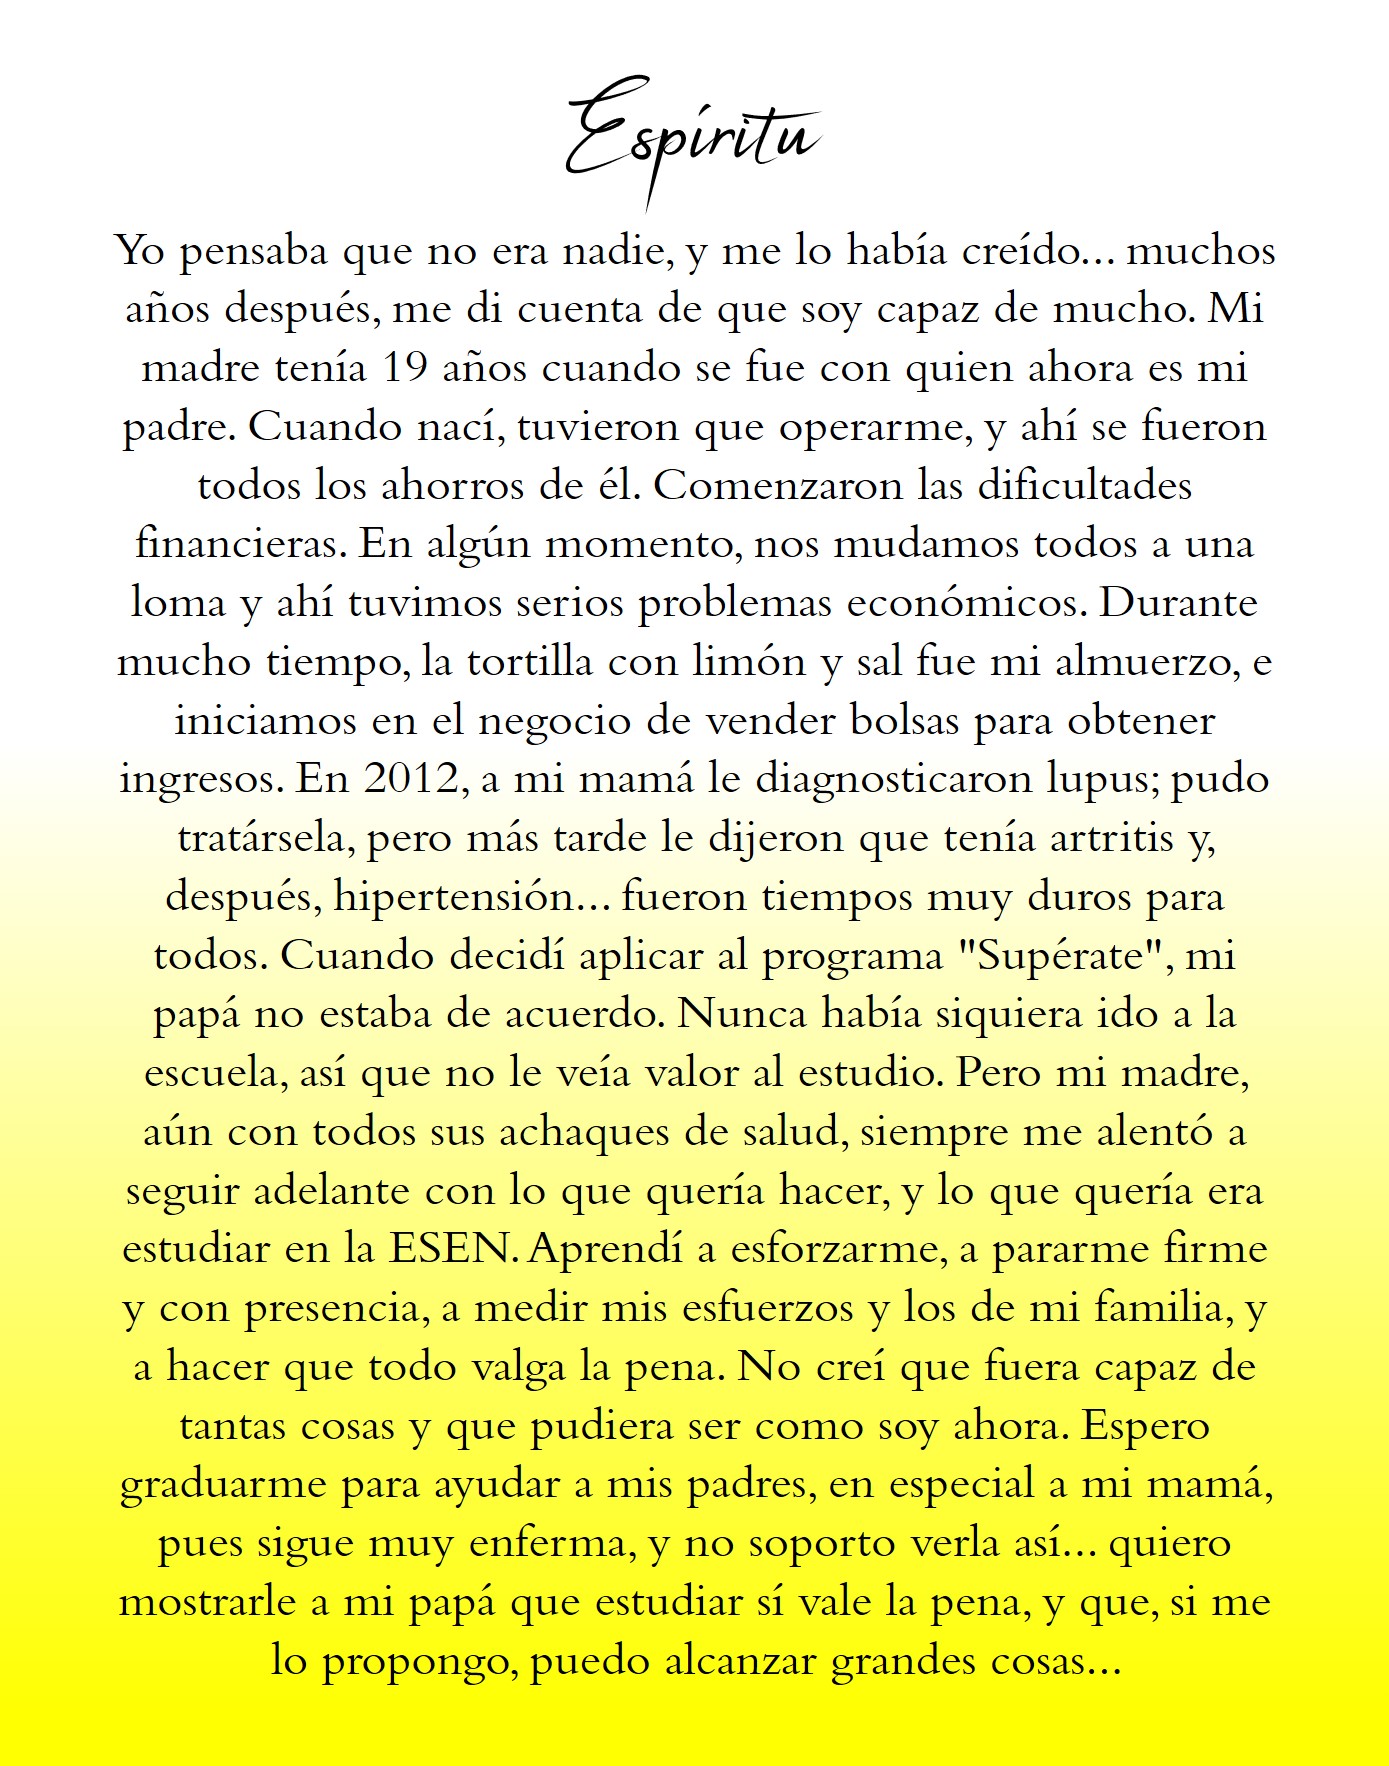 Espíritu
Yo pensaba que no era nadie, y me lo había creído... muchos
años después, me di cuenta de que soy capaz de mucho. Mi
madre tenía 19 años cuando se fue con quien ahora es mi
padre. Cuando nací, tuvieron que operarme, y ahí se fueron
todos los ahorros de él. Comenzaron las dificultades
financieras. En algún momento, nos mudamos todos a una
loma y ahí tuvimos serios problemas económicos. Durante
mucho tiempo, la tortilla con limón y sal fue mi almuerzo, e
iniciamos en el negocio de vender bolsas para obtener
ingresos. En 2012, a mi mamá le diagnosticaron lupus; pudo
tratársela, pero más tarde le dijeron que tenía artritis y,
después, hipertensión... fueron tiempos muy duros para
todos. Cuando decidí aplicar al programa "Supérate", mi
papá no estaba de acuerdo. Nunca había siquiera ido a la
escuela, así que no le veía valor al estudio. Pero mi madre,
aún con todos sus achaques de salud, siempre me alentó a
seguir adelante con lo que quería hacer, y lo que quería era
estudiar en la ESEN. Aprendí a esforzarme, a pararme firme
y con presencia, a medir mis esfuerzos y los de mi familia, y
a hacer que todo valga la pena. No creí que fuera capaz de
tantas cosas y que pudiera ser como soy ahora. Espero
graduarme para ayudar a mis padres, en especial a mi mamá,
pues sigue muy enferma, y no soporto verla así... quiero
mostrarle a mi papá que estudiar sí vale la pena, y que, si me
lo propongo, puedo alcanzar grandes cosas...